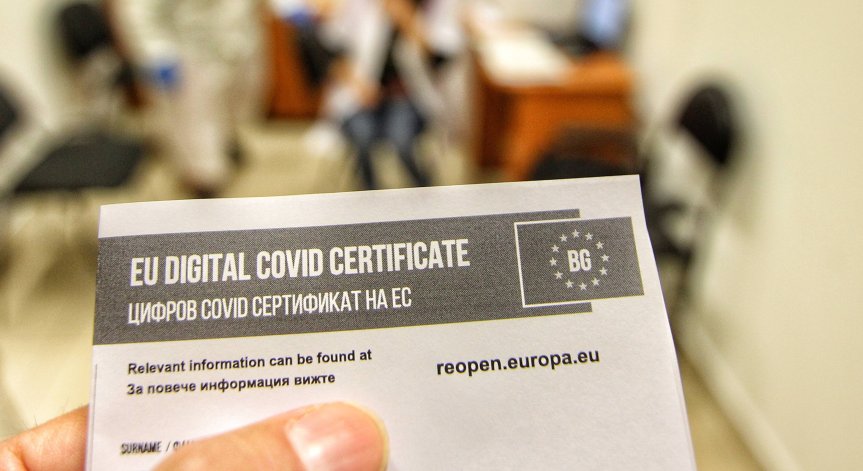 EU DIGITAL COVID CERTIFICATE
ЦИФРОВ COVID СЕРТИФИКАТ НА ЕС
BG
Relevant information can be found at
За повече информация вижте
reopen.europa.eu
SURNAME /